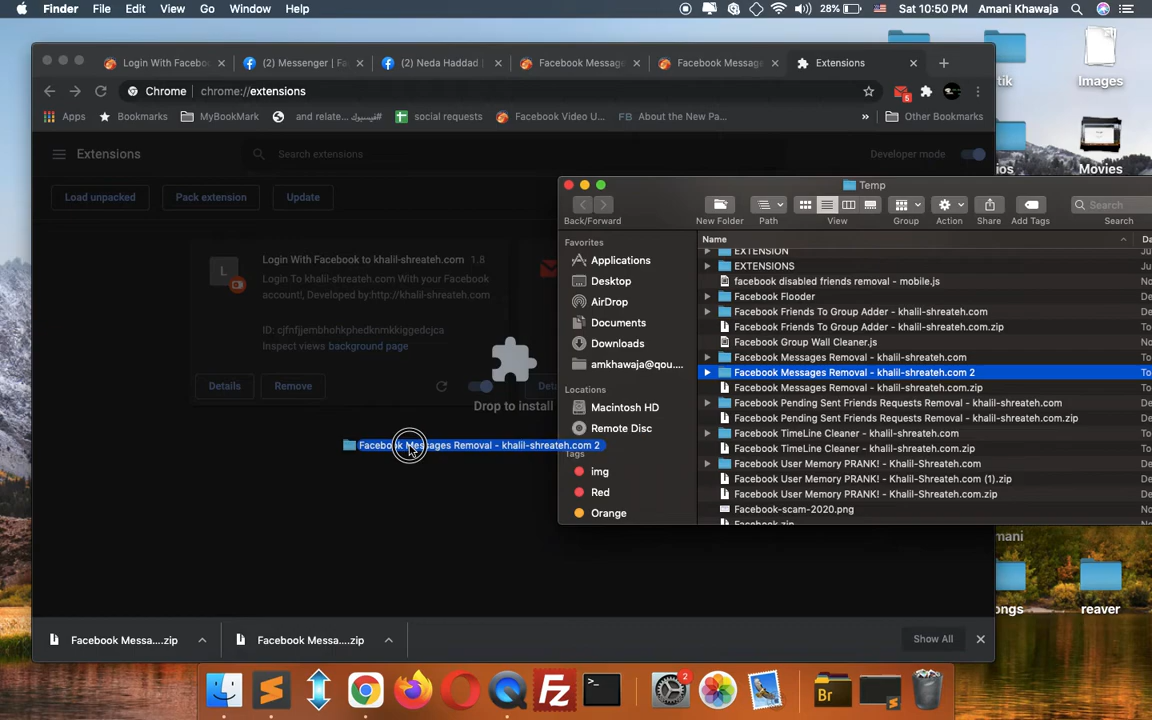 Finder File Edit View Go Window Help 28% Sat 10:50 PM Amani Khawaja
Login With Facebo (2) Messenger | Fa (2) Neda Haddad | Facebook Message Facebook Message Extensions
Chrome chrome://extensions 5
Apps Bookmarks MyBookMark and relate... #فيسبوك social requests Facebook Video U... FB About the New Pa... » Other Bookmarks
Images
Movies
Extensions Search extensions Developer mode
Load unpacked Pack extension Update
Login With Facebook to khalil-shreateh.com 1.8
L
Login To khalil-shreateh.com With your Facebook
account!, Developed by:http://khalil-shreateh.com
ID: cjfnfjjembhohkphedknmkkiggedcjca
Inspect views background page
Details Remove
Drop to install
Facebook Messages Removal - khalil-shreateh.com 2
Temp
Back/Forward New Folder Path View Group Action Share Add Tags Search
Search
Favorites
Applications
Desktop
AirDrop
Documents
Downloads
amkhawaja@qou....
Locations
Macintosh HD
Remote Disc
Tags
img
Red
Orange
Name
EXTENSION
EXTENSIONS
facebook disabled friends removal - mobile.js
Facebook Flooder
Facebook Friends To Group Adder - khalil-shreateh.com
Facebook Friends To Group Adder - khalil-shreateh.com.zip
Facebook Group Wall Cleaner.js
Facebook Messages Removal - khalil-shreateh.com
Facebook Messages Removal - khalil-shreateh.com 2
Facebook Messages Removal - khalil-shreateh.com.zip
Facebook Pending Sent Friends Requests Removal - khalil-shreateh.com
Facebook Pending Sent Friends Requests Removal - khalil-shreateh.com.zip
Facebook TimeLine Cleaner - khalil-shreateh.com
Facebook TimeLine Cleaner - khalil-shreateh.com.zip
Facebook User Memory PRANK! - Khalil-Shreateh.com
Facebook User Memory PRANK! - Khalil-Shreateh.com (1).zip
Facebook User Memory PRANK! - Khalil-Shreateh.com.zip
Facebook-scam-2020.png
Facebook.zip
reaver
Facebook Messa....zip Facebook Messa....zip Show All
2
Br